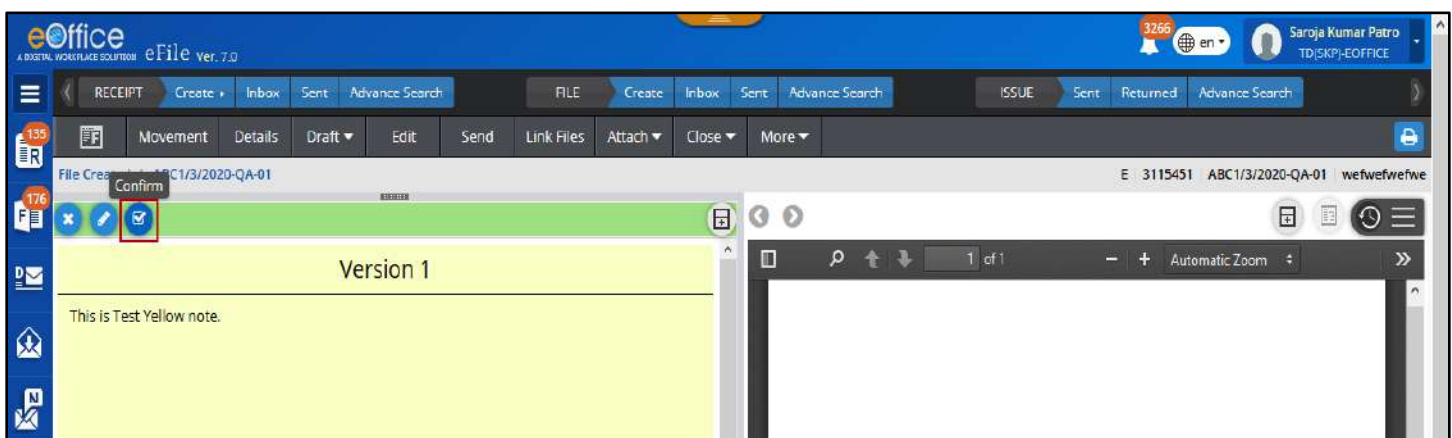 eOffice
A DIGITAL WORKPLACE SOLUTION eFile Ver. 7.0
3266
en
Saroja Kumar Patro
TD(SKP)-EOFFICE
RECEIPT Create Inbox Sent Advance Search FILE Create Inbox Sent Advance Search ISSUE Sent Returned Advance Search
135
R
Movement Details Draft Edit Send Link Files Attach Close More
File ABC1/3/2020-QA-01
E 3115451 ABC1/3/2020-QA-01 wefwefwefwe
Confirm
176
F
Version 1
1 of 1
Automatic Zoom
D
This is Test Yellow note.
N